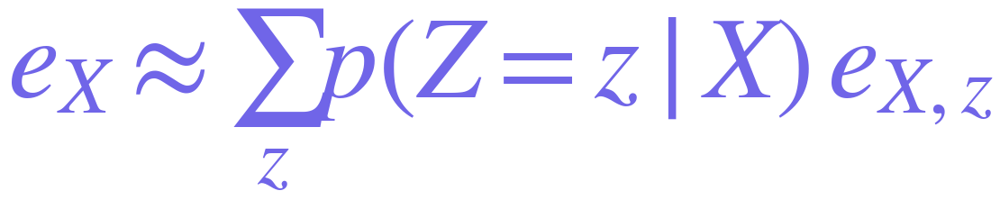 e_X ≈ ∑_z p(Z = z | X) e_{X, z}